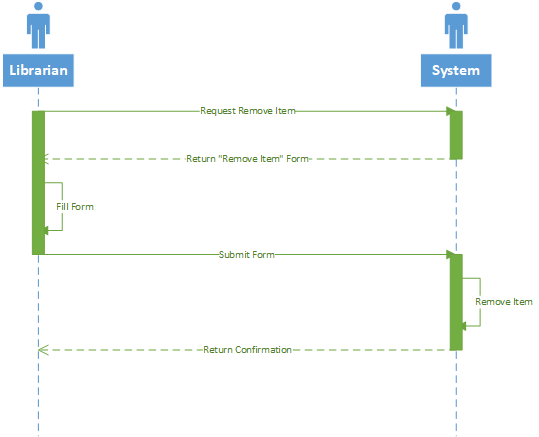 Librarian
System
Request Remove Item
Return "Remove Item" Form
Fill Form
Submit Form
Remove Item
Return Confirmation